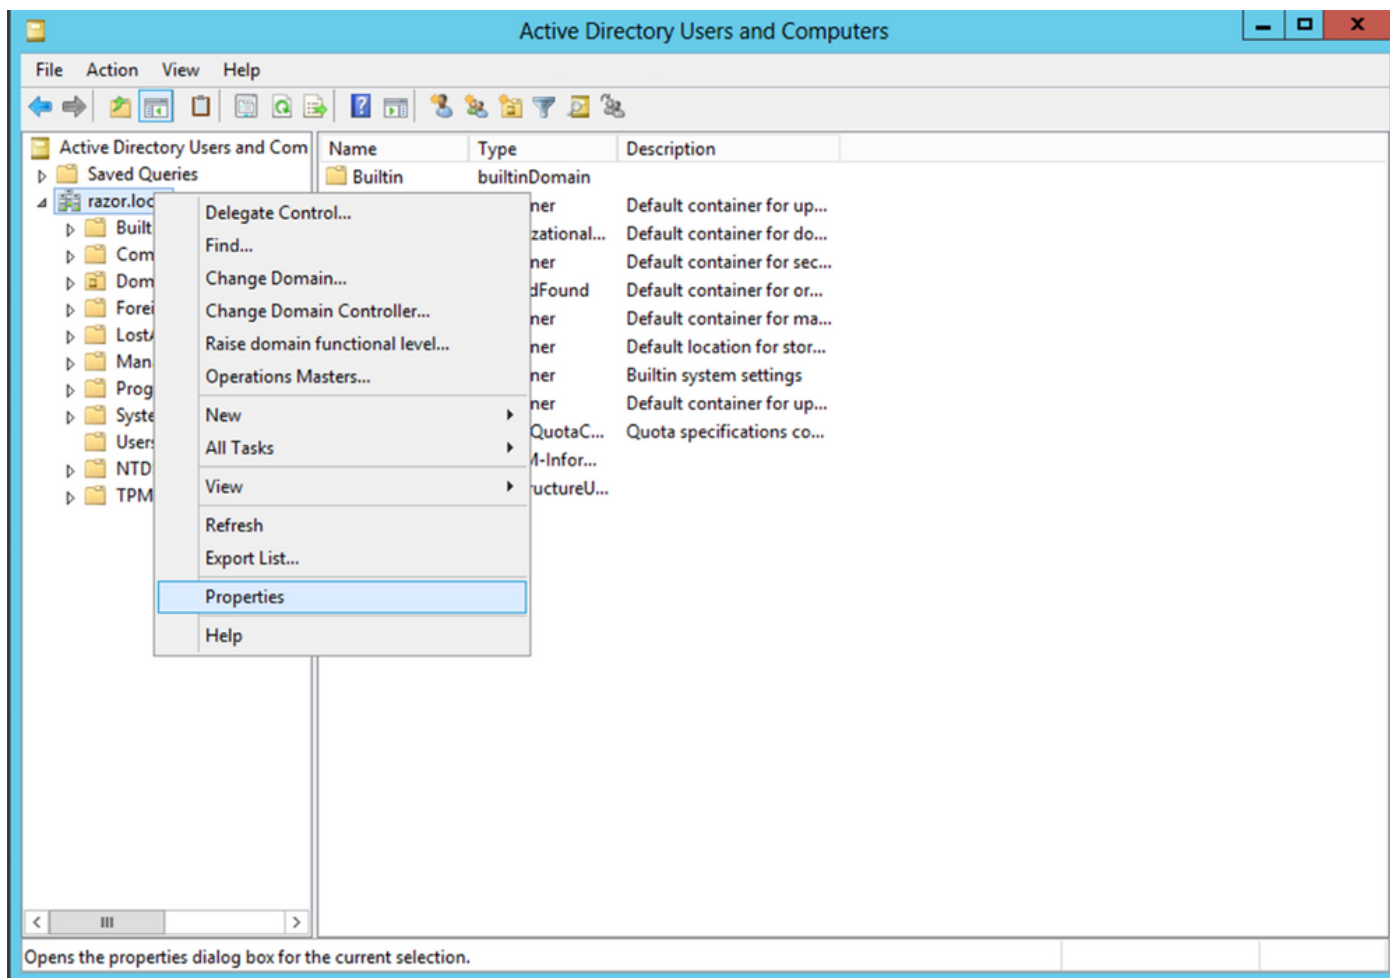 Active Directory Users and Computers
File Action View Help
Active Directory Users and Com
Name Type Description
Saved Queries
Builtin builtinDomain
razor.loc
Built
Com
Dom
Forei
Lost
Man
Prog
Syste
Users
NTD
TPM
Delegate Control...
Find...
Change Domain...
Change Domain Controller...
Raise domain functional level...
Operations Masters...
New
All Tasks
View
Refresh
Export List...
Properties
Help
ner Default container for up...
zational... Default container for do...
ner Default container for sec...
dFound Default container for or...
ner Default container for ma...
ner Default location for stor...
ner Builtin system settings
ner Default container for up...
QuotaC... Quota specifications co...
M-Infor...
ructureU...
Opens the properties dialog box for the current selection.